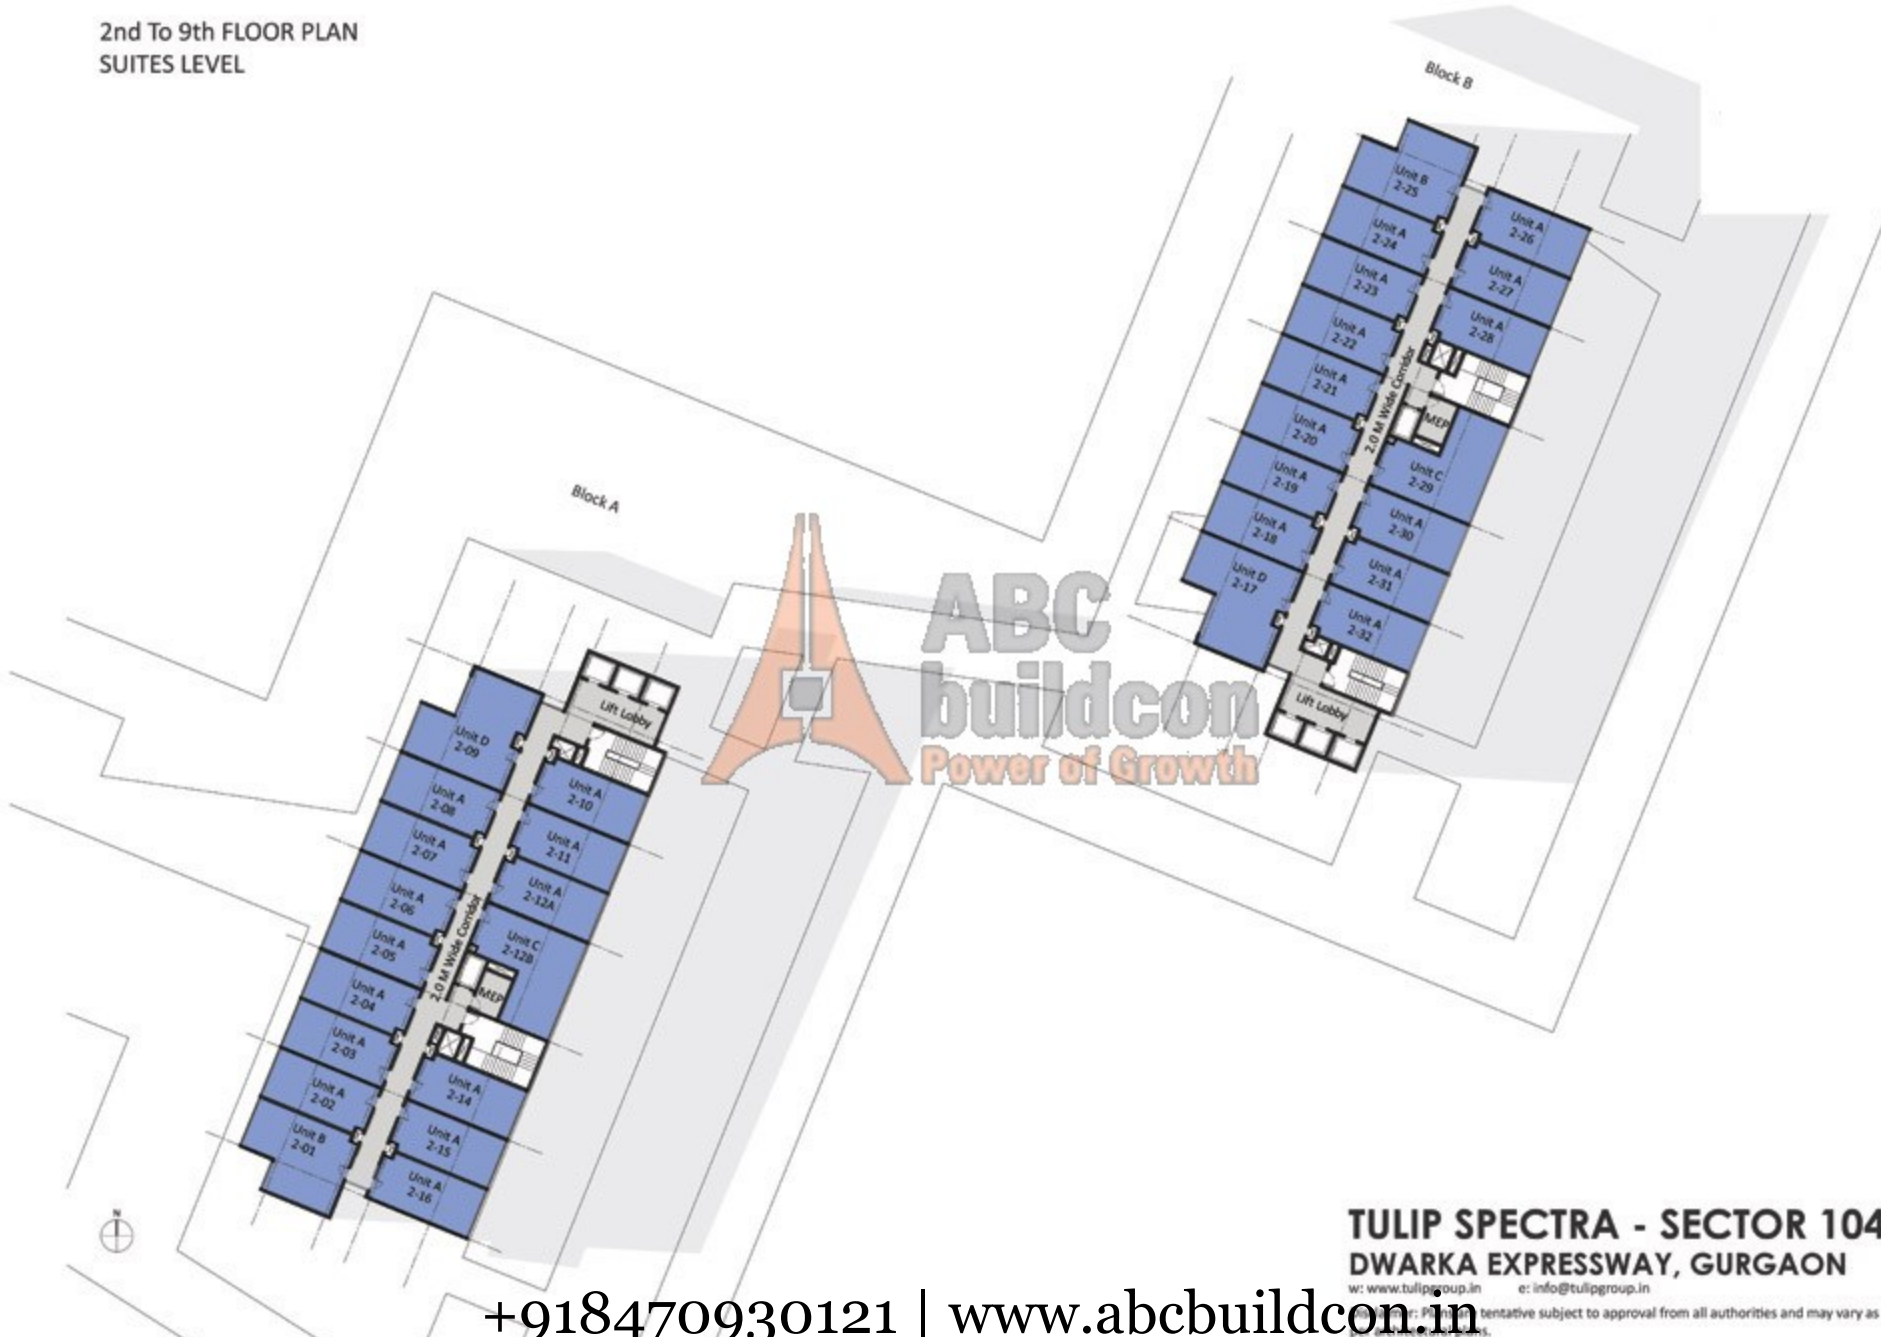 2nd To 9th FLOOR PLAN
SUITES LEVEL
Block B
Unit B
2-25
Unit A
2-24
Unit A
2-23
Unit A
2-22
Unit A
2-21
Unit A
2-20
Unit A
2-19
Unit A
2-18
Unit D
2-17
2.0 M Wide Corridor
Unit A
2-26
Unit A
2-27
Unit A
2-28
MEP
Unit C
2-29
Unit A
2-30
Unit A
2-31
Unit A
2-32
Lift Lobby
Block A
Lift Lobby
Unit D
2-09
Unit A
2-08
Unit A
2-07
Unit A
2-06
Unit A
2-05
Unit A
2-04
Unit A
2-03
Unit A
2-02
Unit B
2-01
2.0 M Wide Corridor
Unit A
2-10
Unit A
2-11
Unit A
2-12A
Unit C
2-12B
MEP
Unit A
2-14
Unit A
2-15
Unit A
2-16
ABC
buildcon
Power of Growth
N
TULIP SPECTRA - SECTOR 104
DWARKA EXPRESSWAY, GURGAON
w: www.tulipgroup.in e: info@tulipgroup.in
Disclaimer: Plans are tentative subject to approval from all authorities and may vary as
per architectural plans.
+918470930121 | www.abcbuildcon.in